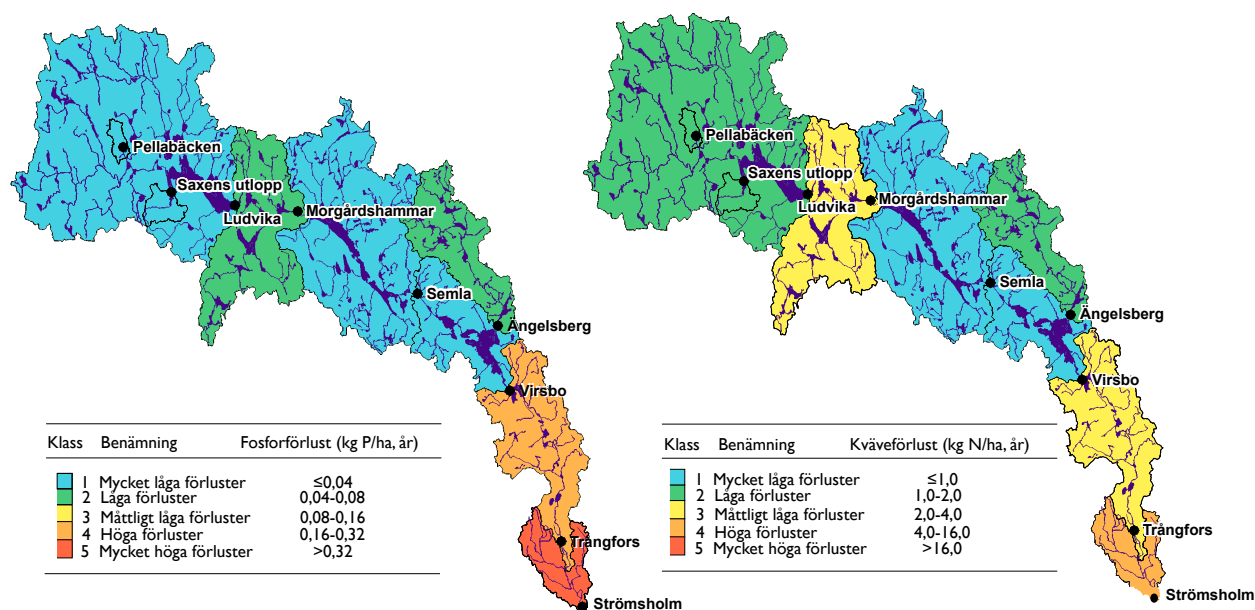 Pellabäcken
Saxens utlopp
Ludvika
Morgårdshammar
Semla
Ängelsberg
Virsbo
Trångfors
Strömsholm
Klass Benämning Fosforförlust (kg P/ha, år)
1 Mycket låga förluster ≤0,04
2 Låga förluster 0,04-0,08
3 Måttligt låga förluster 0,08-0,16
4 Höga förluster 0,16-0,32
5 Mycket höga förluster >0,32
Pellabäcken
Saxens utlopp
Ludvika
Morgårdshammar
Semla
Ängelsberg
Virsbo
Trångfors
Strömsholm
Klass Benämning Kväveförlust (kg N/ha, år)
1 Mycket låga förluster ≤1,0
2 Låga förluster 1,0-2,0
3 Måttligt låga förluster 2,0-4,0
4 Höga förluster 4,0-16,0
5 Mycket höga förluster >16,0